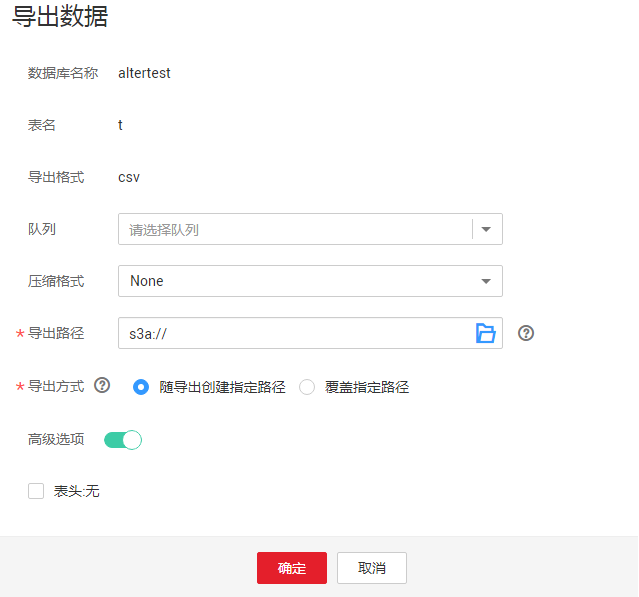 导出数据
数据库名称 altertest
表名 t
导出格式 csv
队列 请选择队列
压缩格式 None
* 导出路径 s3a:// ?
* 导出方式 ? 随导出创建指定路径 覆盖指定路径
高级选项
表头:无
确定 取消